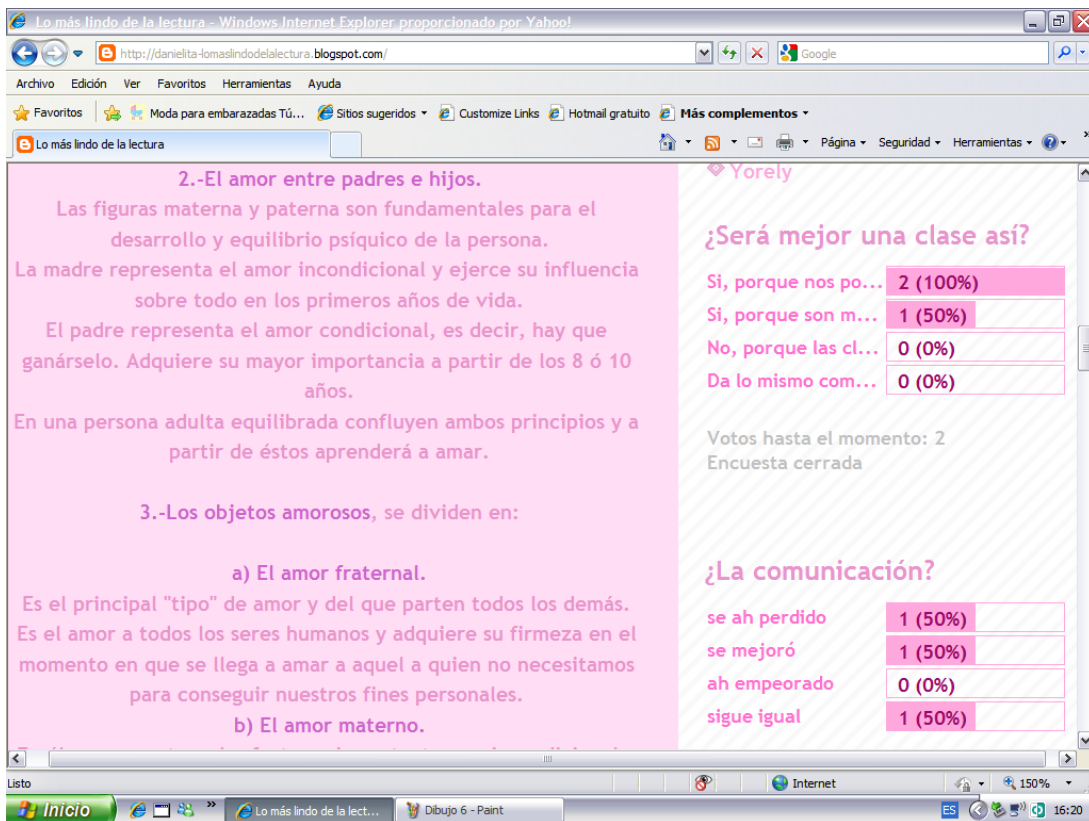 Lo más lindo de la lectura - Windows Internet Explorer proporcionado por Yahoo!
http://danielita-lomaslindodelalectura.blogspot.com/
Google
Archivo Edición Ver Favoritos Herramientas Ayuda
Favoritos Moda para embarazadas Tú... Sitios sugeridos Customize Links Hotmail gratuito Más complementos
Lo más lindo de la lectura
Página Seguridad Herramientas »
2.-El amor entre padres e hijos.
Las figuras materna y paterna son fundamentales para el
desarrollo y equilibrio psíquico de la persona.
La madre representa el amor incondicional y ejerce su influencia
sobre todo en los primeros años de vida.
El padre representa el amor condicional, es decir, hay que
ganárselo. Adquiere su mayor importancia a partir de los 8 ó 10
años.
En una persona adulta equilibrada confluyen ambos principios y a
partir de éstos aprenderá a amar.
3.-Los objetos amorosos, se dividen en:
a) El amor fraternal.
Es el principal "tipo" de amor y del que parten todos los demás.
Es el amor a todos los seres humanos y adquiere su firmeza en el
momento en que se llega a amar a aquel a quien no necesitamos
para conseguir nuestros fines personales.
b) El amor materno.
Yorely
¿Será mejor una clase así?
Si, porque nos po... 2 (100%)
Si, porque son m... 1 (50%)
No, porque las cl... 0 (0%)
Da lo mismo com... 0 (0%)
Votos hasta el momento: 2
Encuesta cerrada
¿La comunicación?
se ah perdido 1 (50%)
se mejoró 1 (50%)
ah empeorado 0 (0%)
sigue igual 1 (50%)
Listo Internet 150%
Inicio » Lo más lindo de la lect... Dibujo 6 - Paint ES 16:20